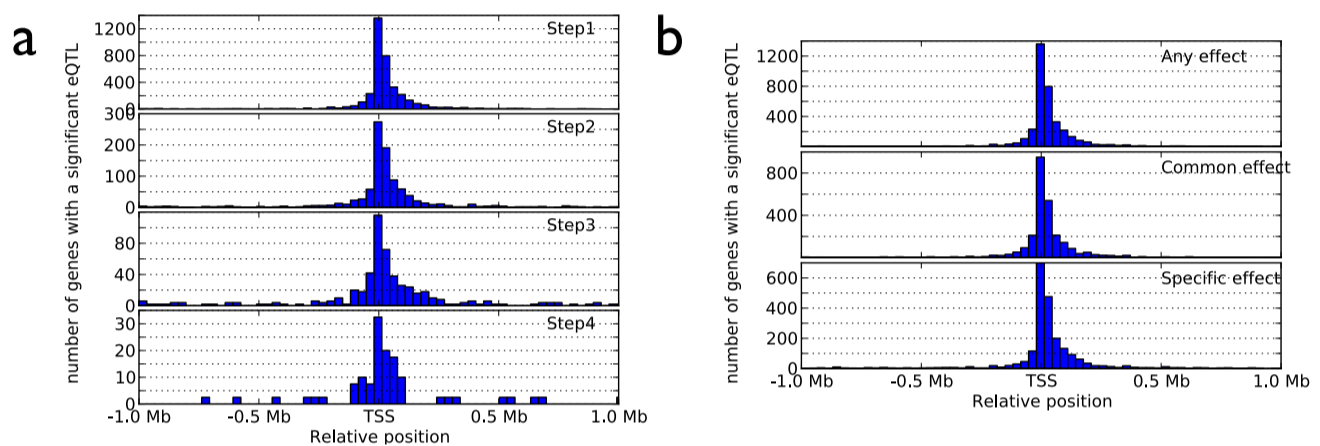 a
number of genes with a significant eQTL
1200
800
400
0
Step1
300
200
100
0
Step2
80
40
0
Step3
30
20
10
0
Step4
-1.0 Mb
-0.5 Mb
TSS
0.5 Mb
1.0 Mb
Relative position
b
number of genes with a significant eQTL
1200
800
400
Any effect
800
400
Common effect
600
400
200
0
Specific effect
-1.0 Mb
-0.5 Mb
TSS
0.5 Mb
1.0 Mb
Relative position